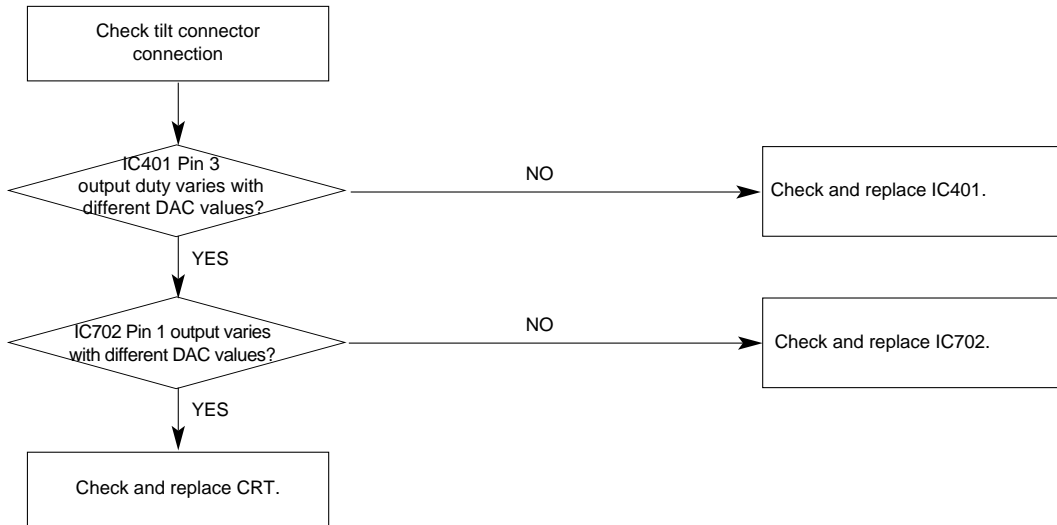 Check tilt connector
connection
IC401 Pin 3
output duty varies with
different DAC values?
NO
Check and replace IC401.
YES
IC702 Pin 1 output varies
with different DAC values?
NO
Check and replace IC702.
YES
Check and replace CRT.